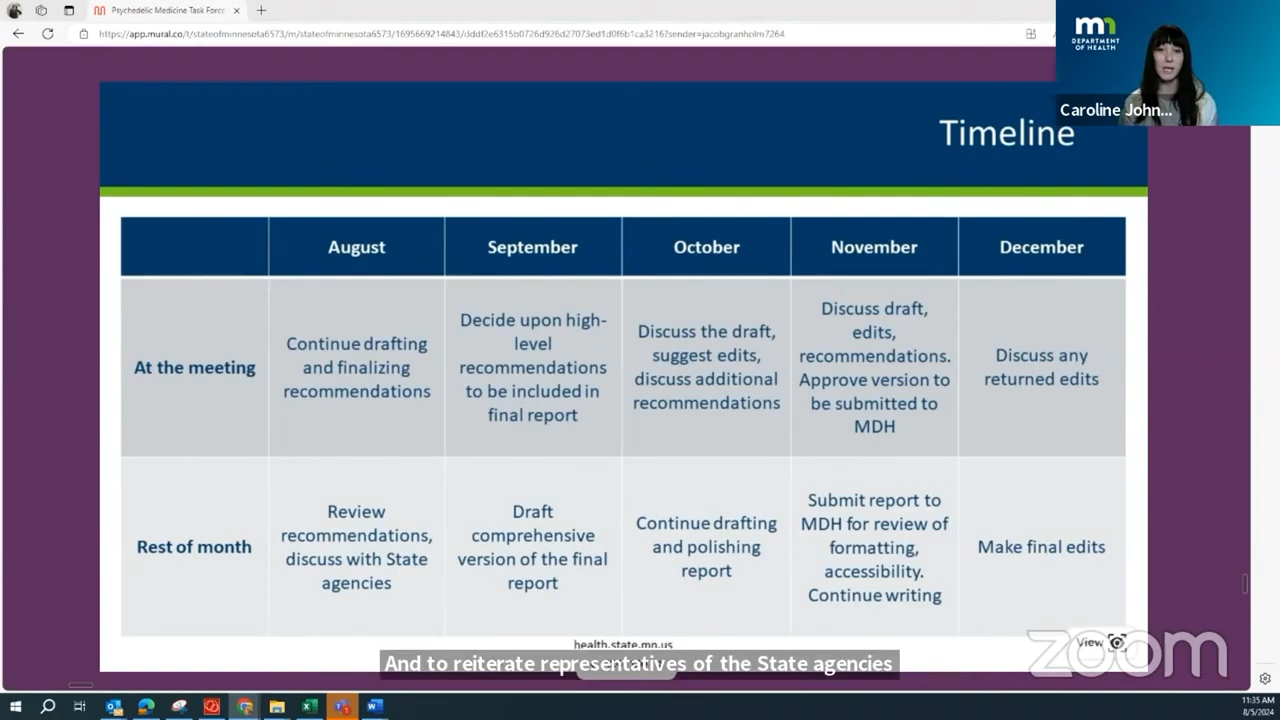 Psychedelic Medicine Task Force
https://app.mural.co/t/stateofminnesota6573/m/stateofminnesota6573/1695669214843/dddf2e6315b0726d926d27073ed1d0f6b1ca3216?sender=jacobgranholm7264
mn
DEPARTMENT
OF HEALTH
Caroline John...
Timeline
August
September
October
November
December
At the meeting
Continue drafting
and finalizing
recommendations
Decide upon high-
level
recommendations
to be included in
final report
Discuss the draft,
suggest edits,
discuss additional
recommendations
Discuss draft,
edits,
recommendations.
Approve version to
be submitted to
MDH
Discuss any
returned edits
Rest of month
Review
recommendations,
discuss with State
agencies
Draft
comprehensive
version of the final
report
Continue drafting
and polishing
report
Submit report to
MDH for review of
formatting,
accessibility.
Continue writing
Make final edits
health.state.mn.us
View
zoom
And to reiterate representatives of the State agencies
11:35 AM
8/5/2024